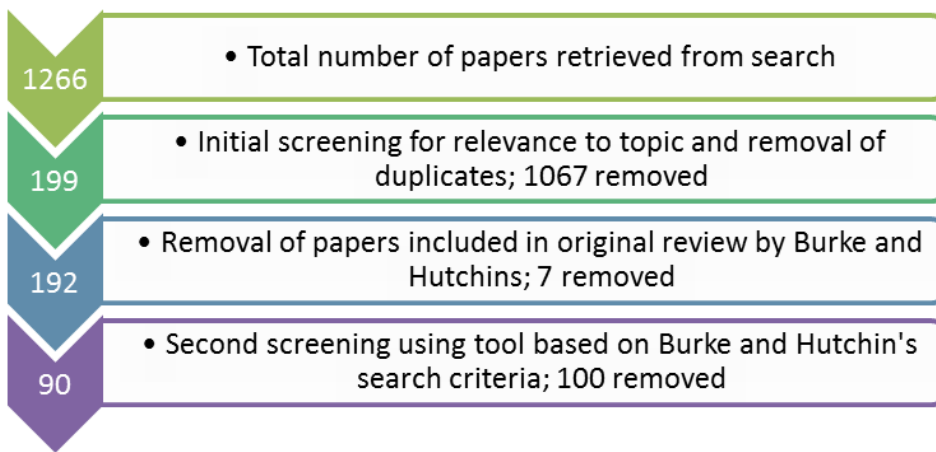 1266
• Total number of papers retrieved from search
199
• Initial screening for relevance to topic and removal of
duplicates; 1067 removed
192
• Removal of papers included in original review by Burke and
Hutchins; 7 removed
90
• Second screening using tool based on Burke and Hutchin's
search criteria; 100 removed